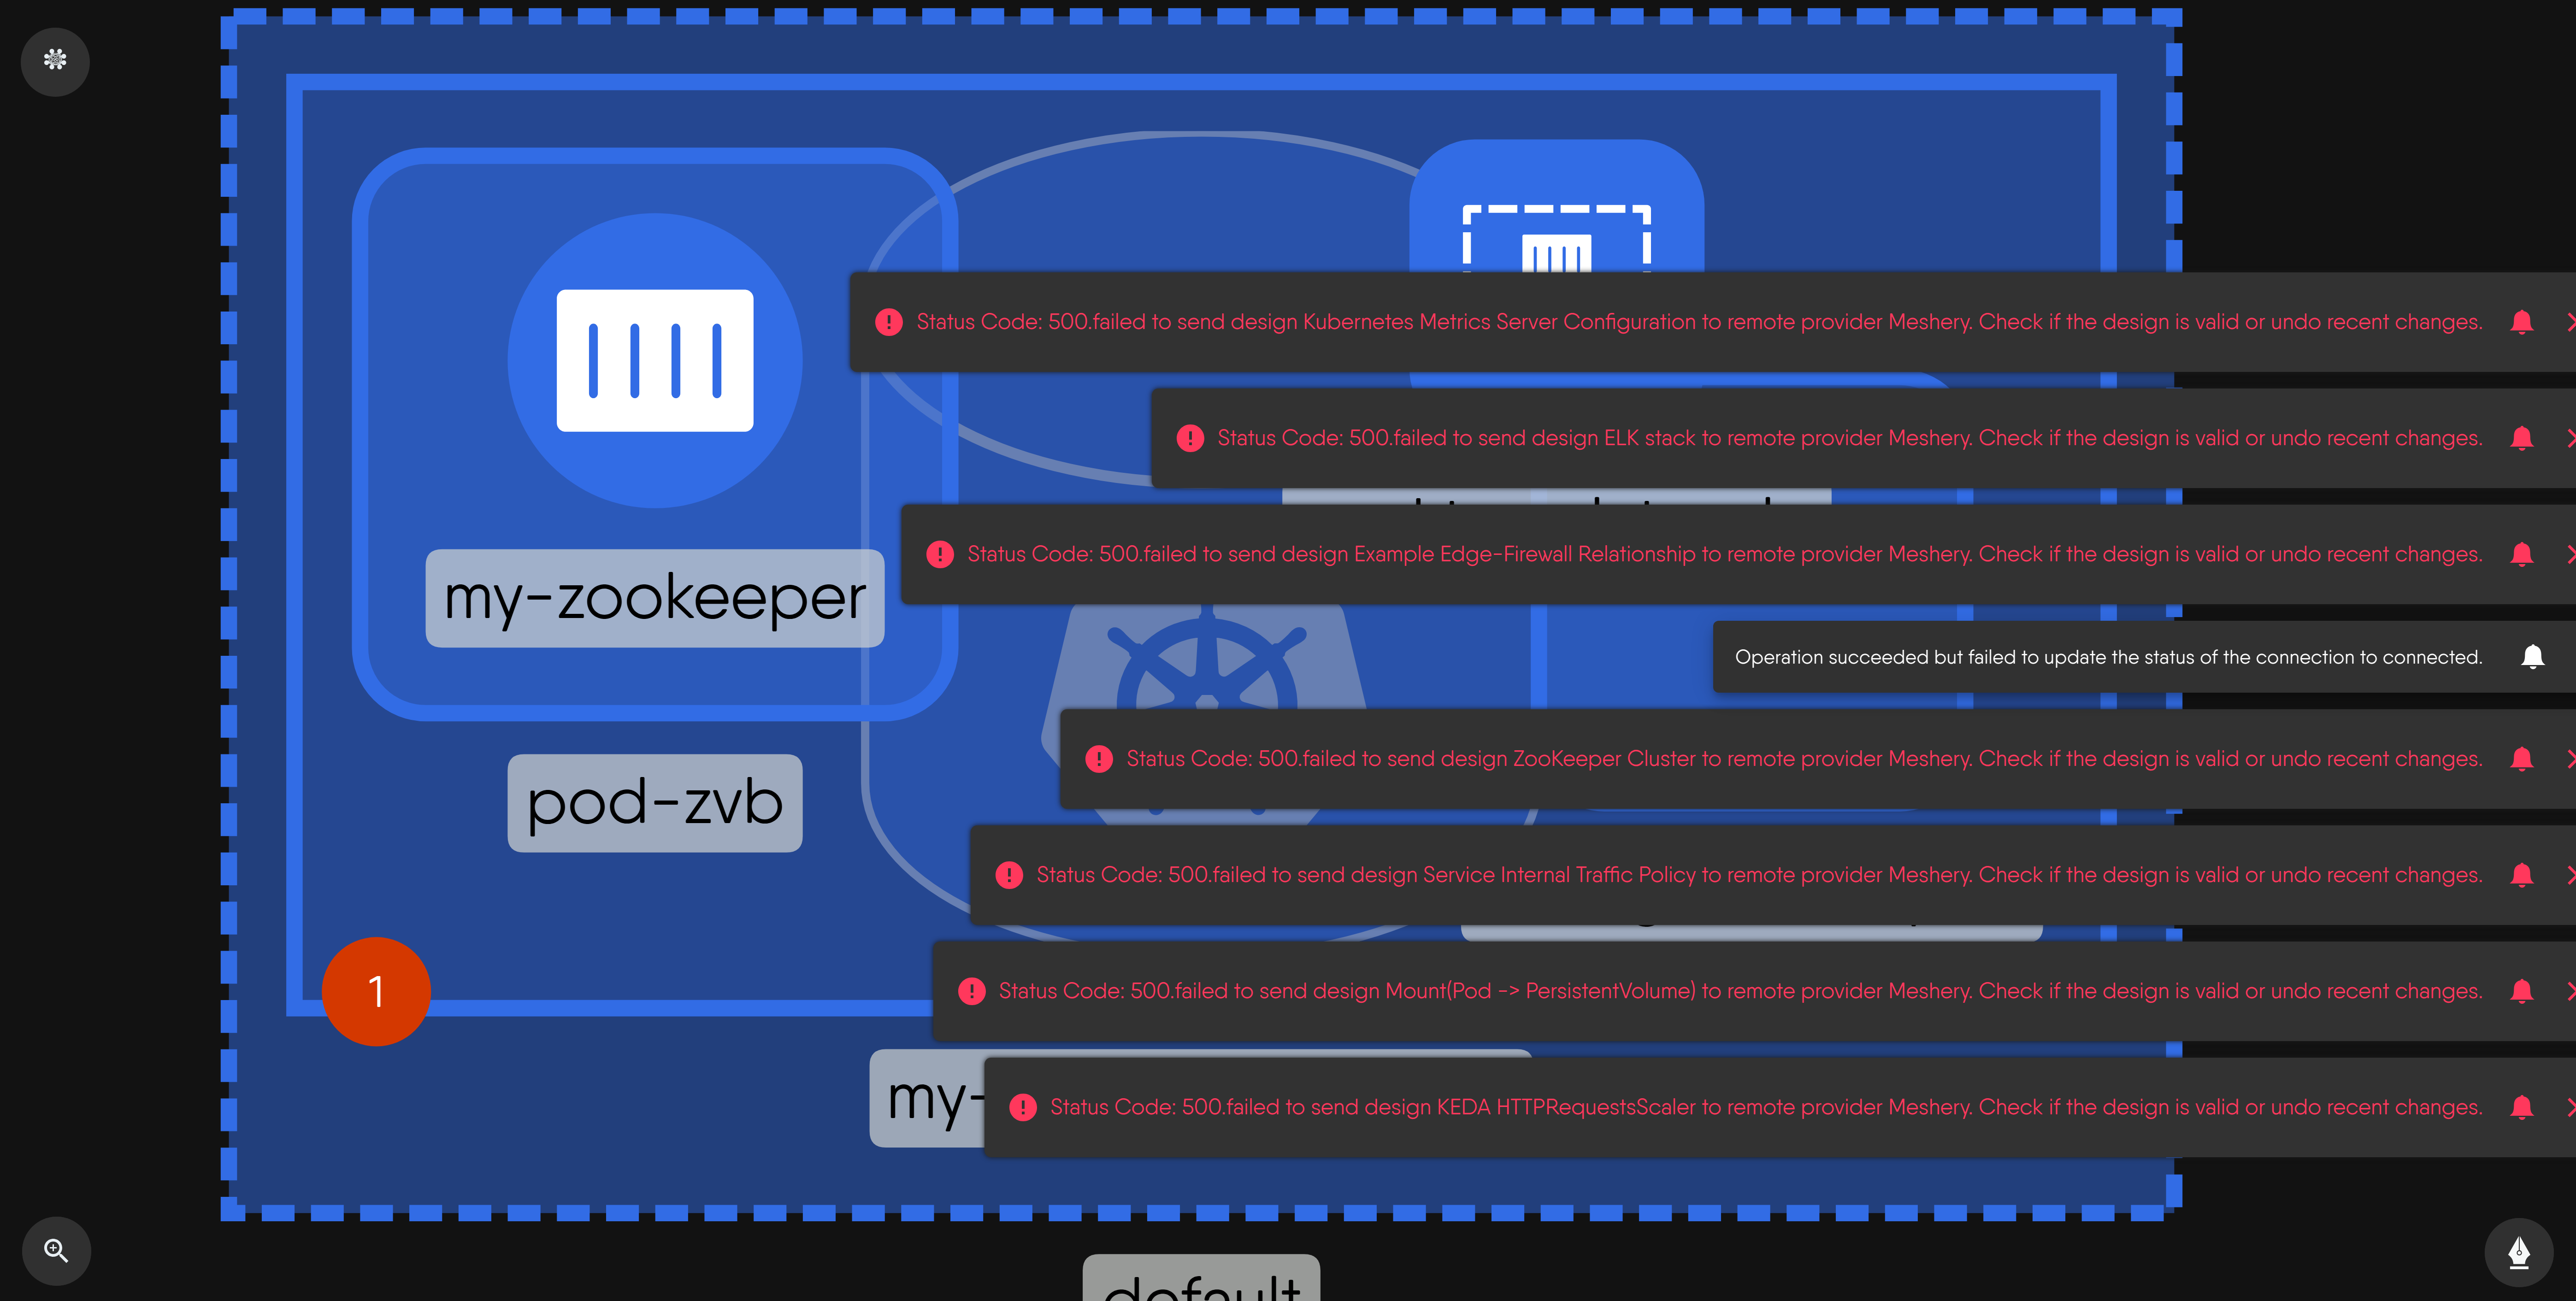 Status Code: 500.failed to send design Kubernetes Metrics Server Configuration to remote provider Meshery. Check if the design is valid or undo recent changes.
Status Code: 500.failed to send design ELK stack to remote provider Meshery. Check if the design is valid or undo recent changes.
Status Code: 500.failed to send design Example Edge-Firewall Relationship to remote provider Meshery. Check if the design is valid or undo recent changes.
my-zookeeper
Operation succeeded but failed to update the status of the connection to connected.
Status Code: 500.failed to send design ZooKeeper Cluster to remote provider Meshery. Check if the design is valid or undo recent changes.
pod-zvb
Status Code: 500.failed to send design Service Internal Traffic Policy to remote provider Meshery. Check if the design is valid or undo recent changes.
1
Status Code: 500.failed to send design Mount(Pod -> PersistentVolume) to remote provider Meshery. Check if the design is valid or undo recent changes.
my-
Status Code: 500.failed to send design KEDA HTTPRequestsScaler to remote provider Meshery. Check if the design is valid or undo recent changes.
default